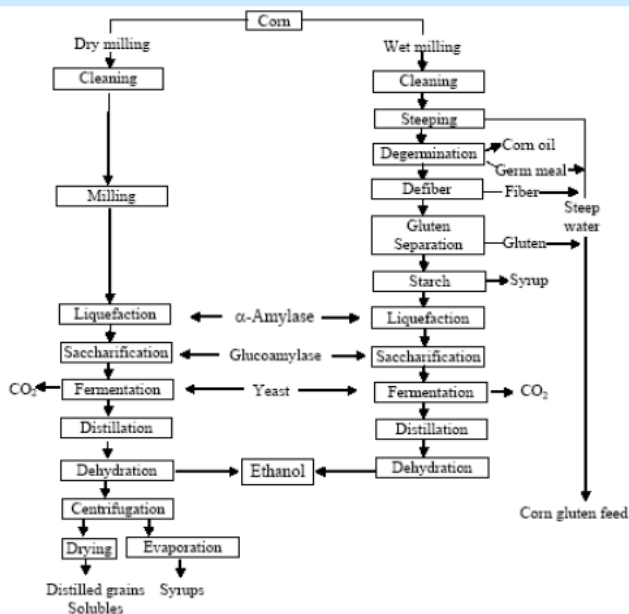 Corn
Dry milling
Wet milling
Cleaning
Cleaning
Steeping
Degermination
Corn oil
Germ meal
Milling
Defiber
Fiber
Steep
water
Gluten
Separation
Gluten
Starch
Syrup
Liquefaction
α-Amylase
Liquefaction
Saccharification
Glucoamylase
Saccharification
CO₂
Fermentation
Yeast
Fermentation
CO₂
Distillation
Distillation
Dehydration
Ethanol
Dehydration
Centrifugation
Corn gluten feed
Drying
Evaporation
Distilled grains
Solubles
Syrups